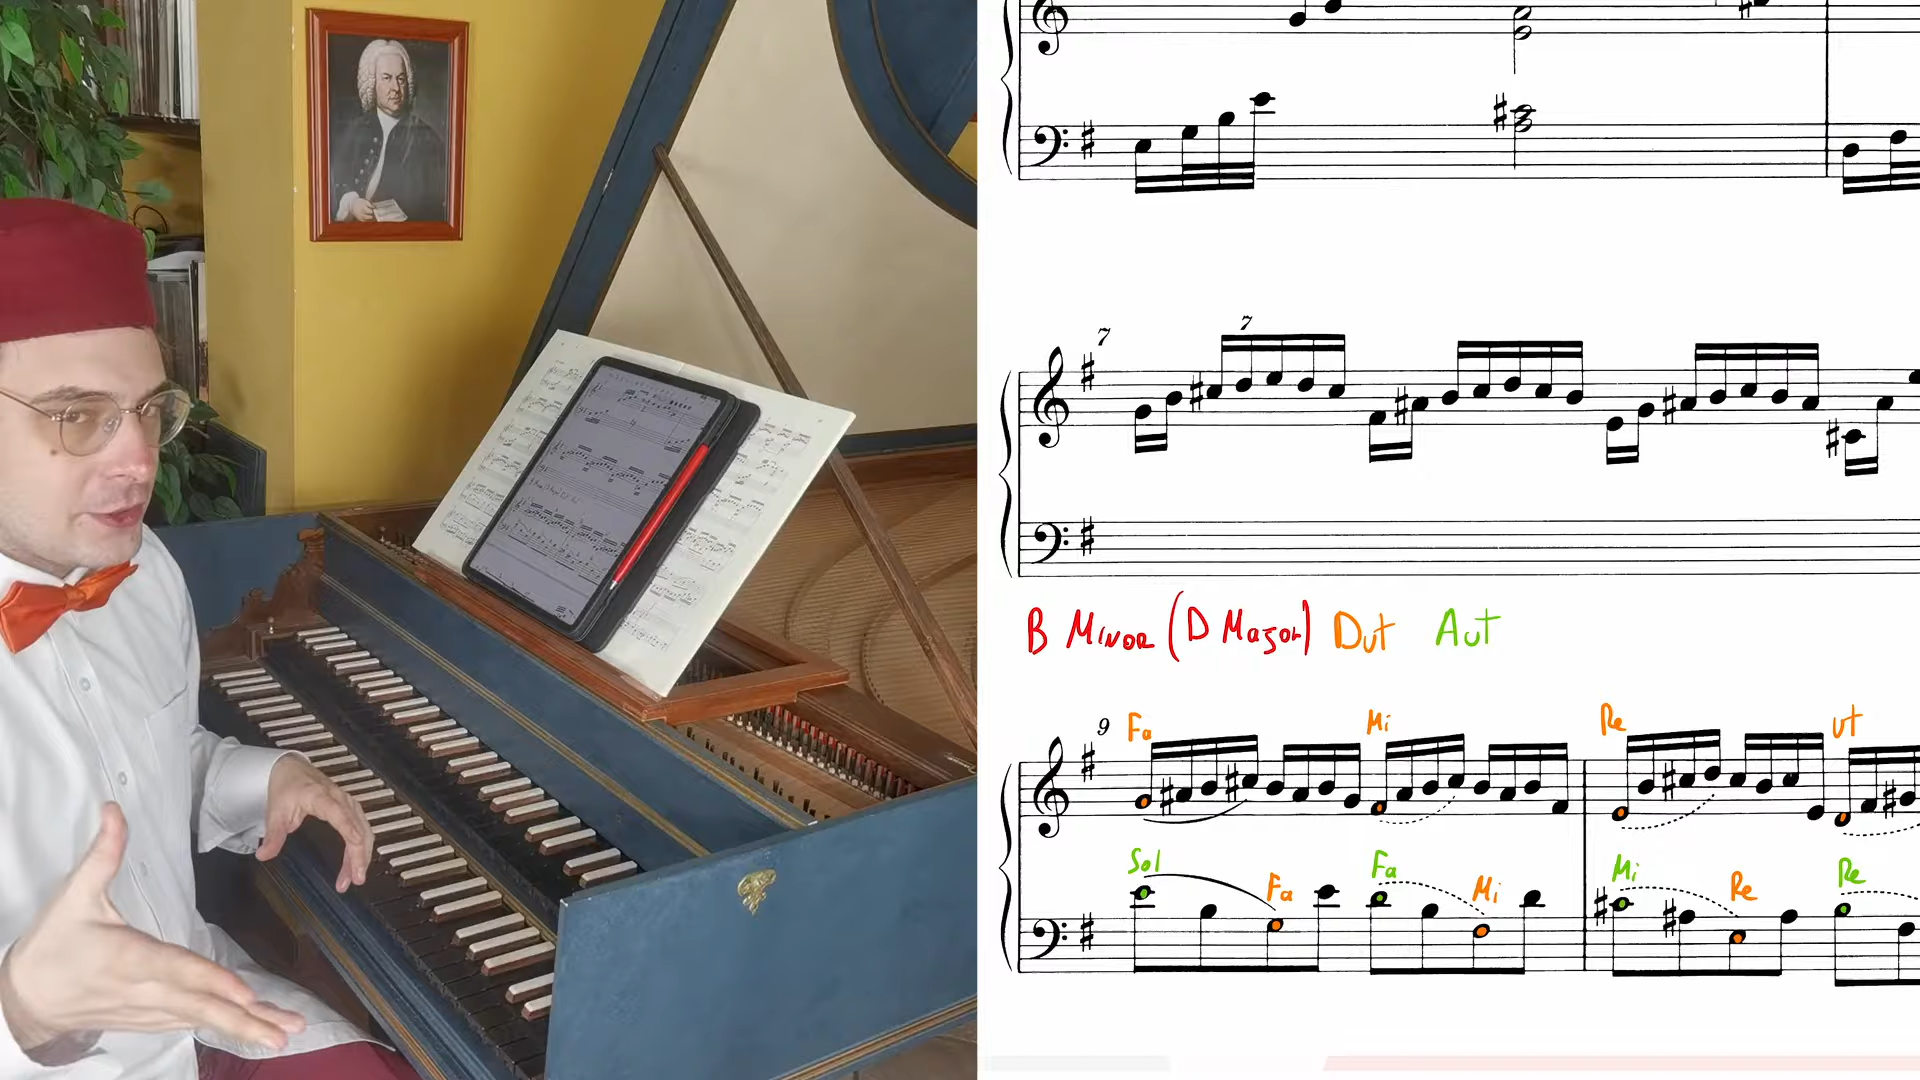 7
7
B Minor (D Major) Dut Aut
9 Fa Mi Re ut
Sol Fa Fa Mi Mi Re Re